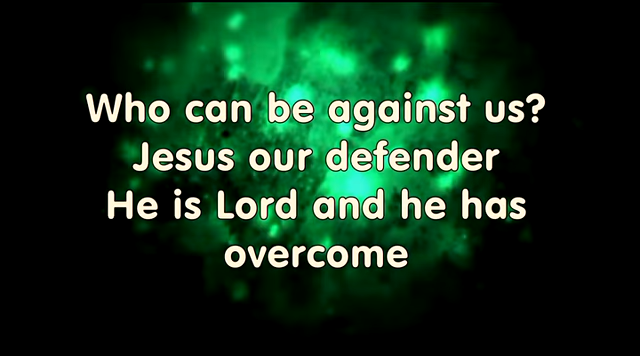 Who can be against us?
Jesus our defender
He is Lord and he has
overcome